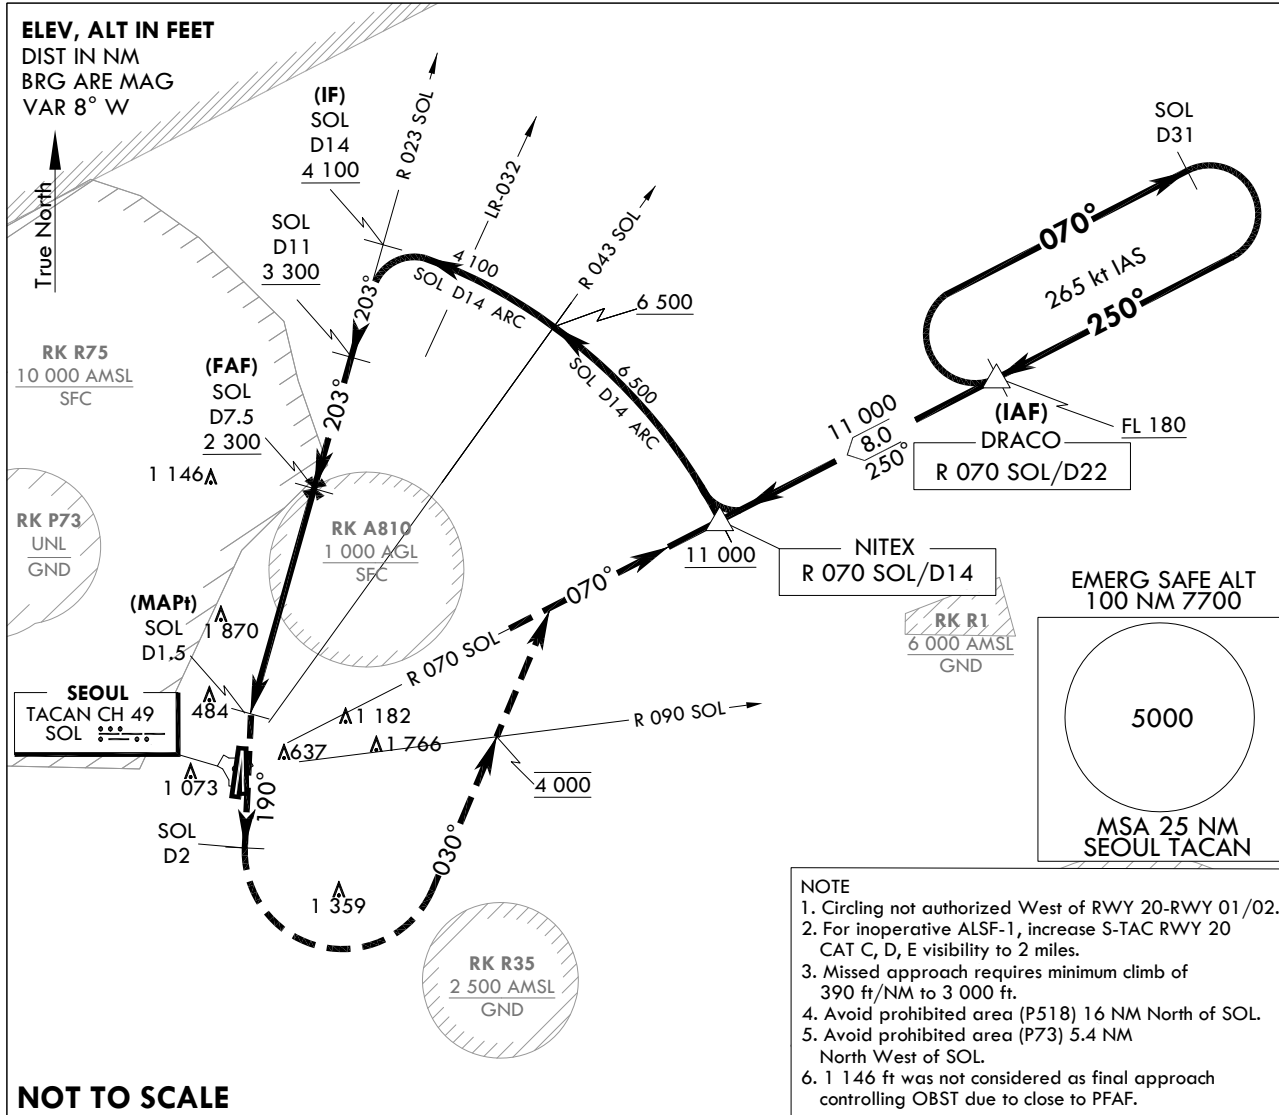 ELEV, ALT IN FEET
DIST IN NM
BRG ARE MAG
VAR 8° W
True North
(IF)
SOL
D14
4 100
R 023 SOL
LR-032
R 043 SOL
SOL
D31
070°
265 kt IAS
250°
SOL
D11
3 300
203°
4 100
SOL D14 ARC
6 500
6 500
SOL D14 ARC
RK R75
10 000 AMSL
SFC
(FAF)
SOL
D7.5
2 300
203°
11 000
8.0
250°
(IAF)
DRACO
R 070 SOL/D22
FL 180
1 146
RK P73
UNL
GND
RK A810
1 000 AGL
SFC
11 000
NITEX
R 070 SOL/D14
070°
R 070 SOL
(MAPt)
SOL
D1.5
1 870
RK R1
6 000 AMSL
GND
EMERG SAFE ALT
100 NM 7700
5000
MSA 25 NM
SEOUL TACAN
SEOUL
TACAN CH 49
SOL
484
1 182
637
1 766
R 090 SOL
4 000
1 073
190°
SOL
D2
030°
1 359
RK R35
2 500 AMSL
GND
NOTE
1. Circling not authorized West of RWY 20-RWY 01/02.
2. For inoperative ALSF-1, increase S-TAC RWY 20
CAT C, D, E visibility to 2 miles.
3. Missed approach requires minimum climb of
390 ft/NM to 3 000 ft.
4. Avoid prohibited area (P518) 16 NM North of SOL.
5. Avoid prohibited area (P73) 5.4 NM
North West of SOL.
6. 1 146 ft was not considered as final approach
controlling OBST due to close to PFAF.
NOT TO SCALE